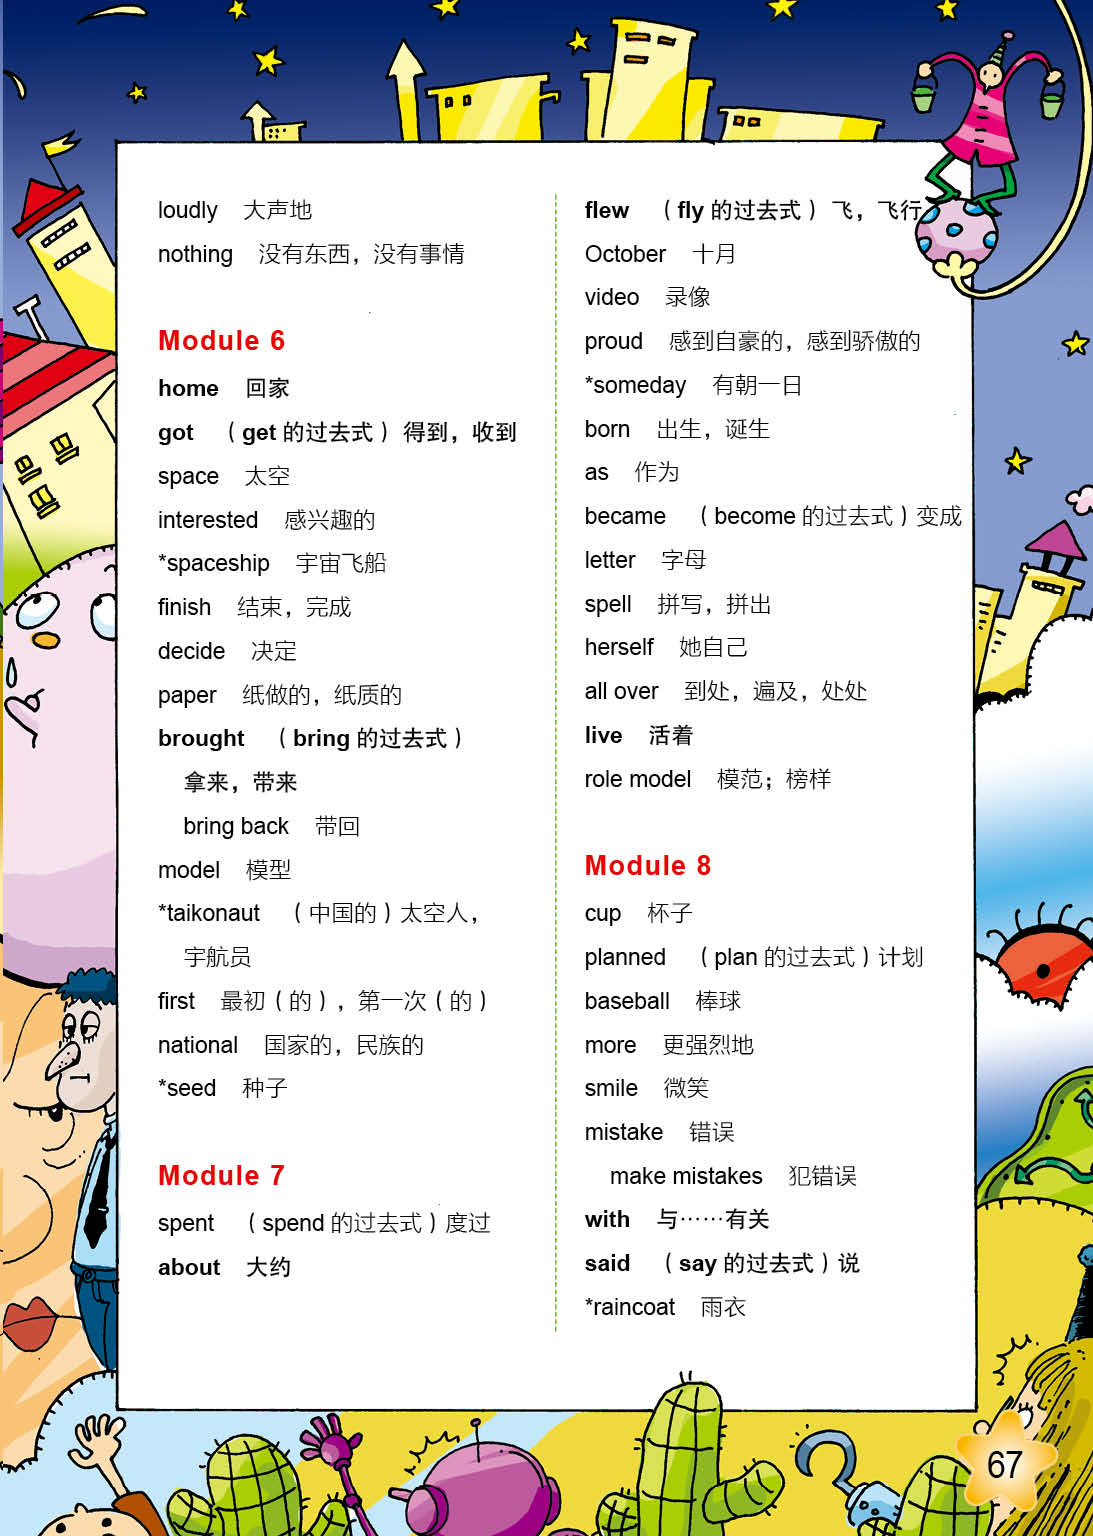 loudly 大声地
nothing 没有东西，没有事情
Module 6
home 回家
got （get 的过去式） 得到，收到
space 太空
interested 感兴趣的
*spaceship 宇宙飞船
finish 结束，完成
decide 决定
paper 纸做的，纸质的
brought （bring 的过去式）
拿来，带来
bring back 带回
model 模型
*taikonaut （中国的）太空人，
宇航员
first 最初（的），第一次（的）
national 国家的，民族的
*seed 种子
Module 7
spent （spend 的过去式）度过
about 大约
flew （fly 的过去式） 飞，飞行
October 十月
video 录像
proud 感到自豪的，感到骄傲的
*someday 有朝一日
born 出生，诞生
as 作为
became （become 的过去式）变成
letter 字母
spell 拼写，拼出
herself 她自己
all over 到处，遍及，处处
live 活着
role model 模范；榜样
Module 8
cup 杯子
planned （plan 的过去式）计划
baseball 棒球
more 更强烈地
smile 微笑
mistake 错误
make mistakes 犯错误
with 与……有关
said （say 的过去式）说
*raincoat 雨衣
67